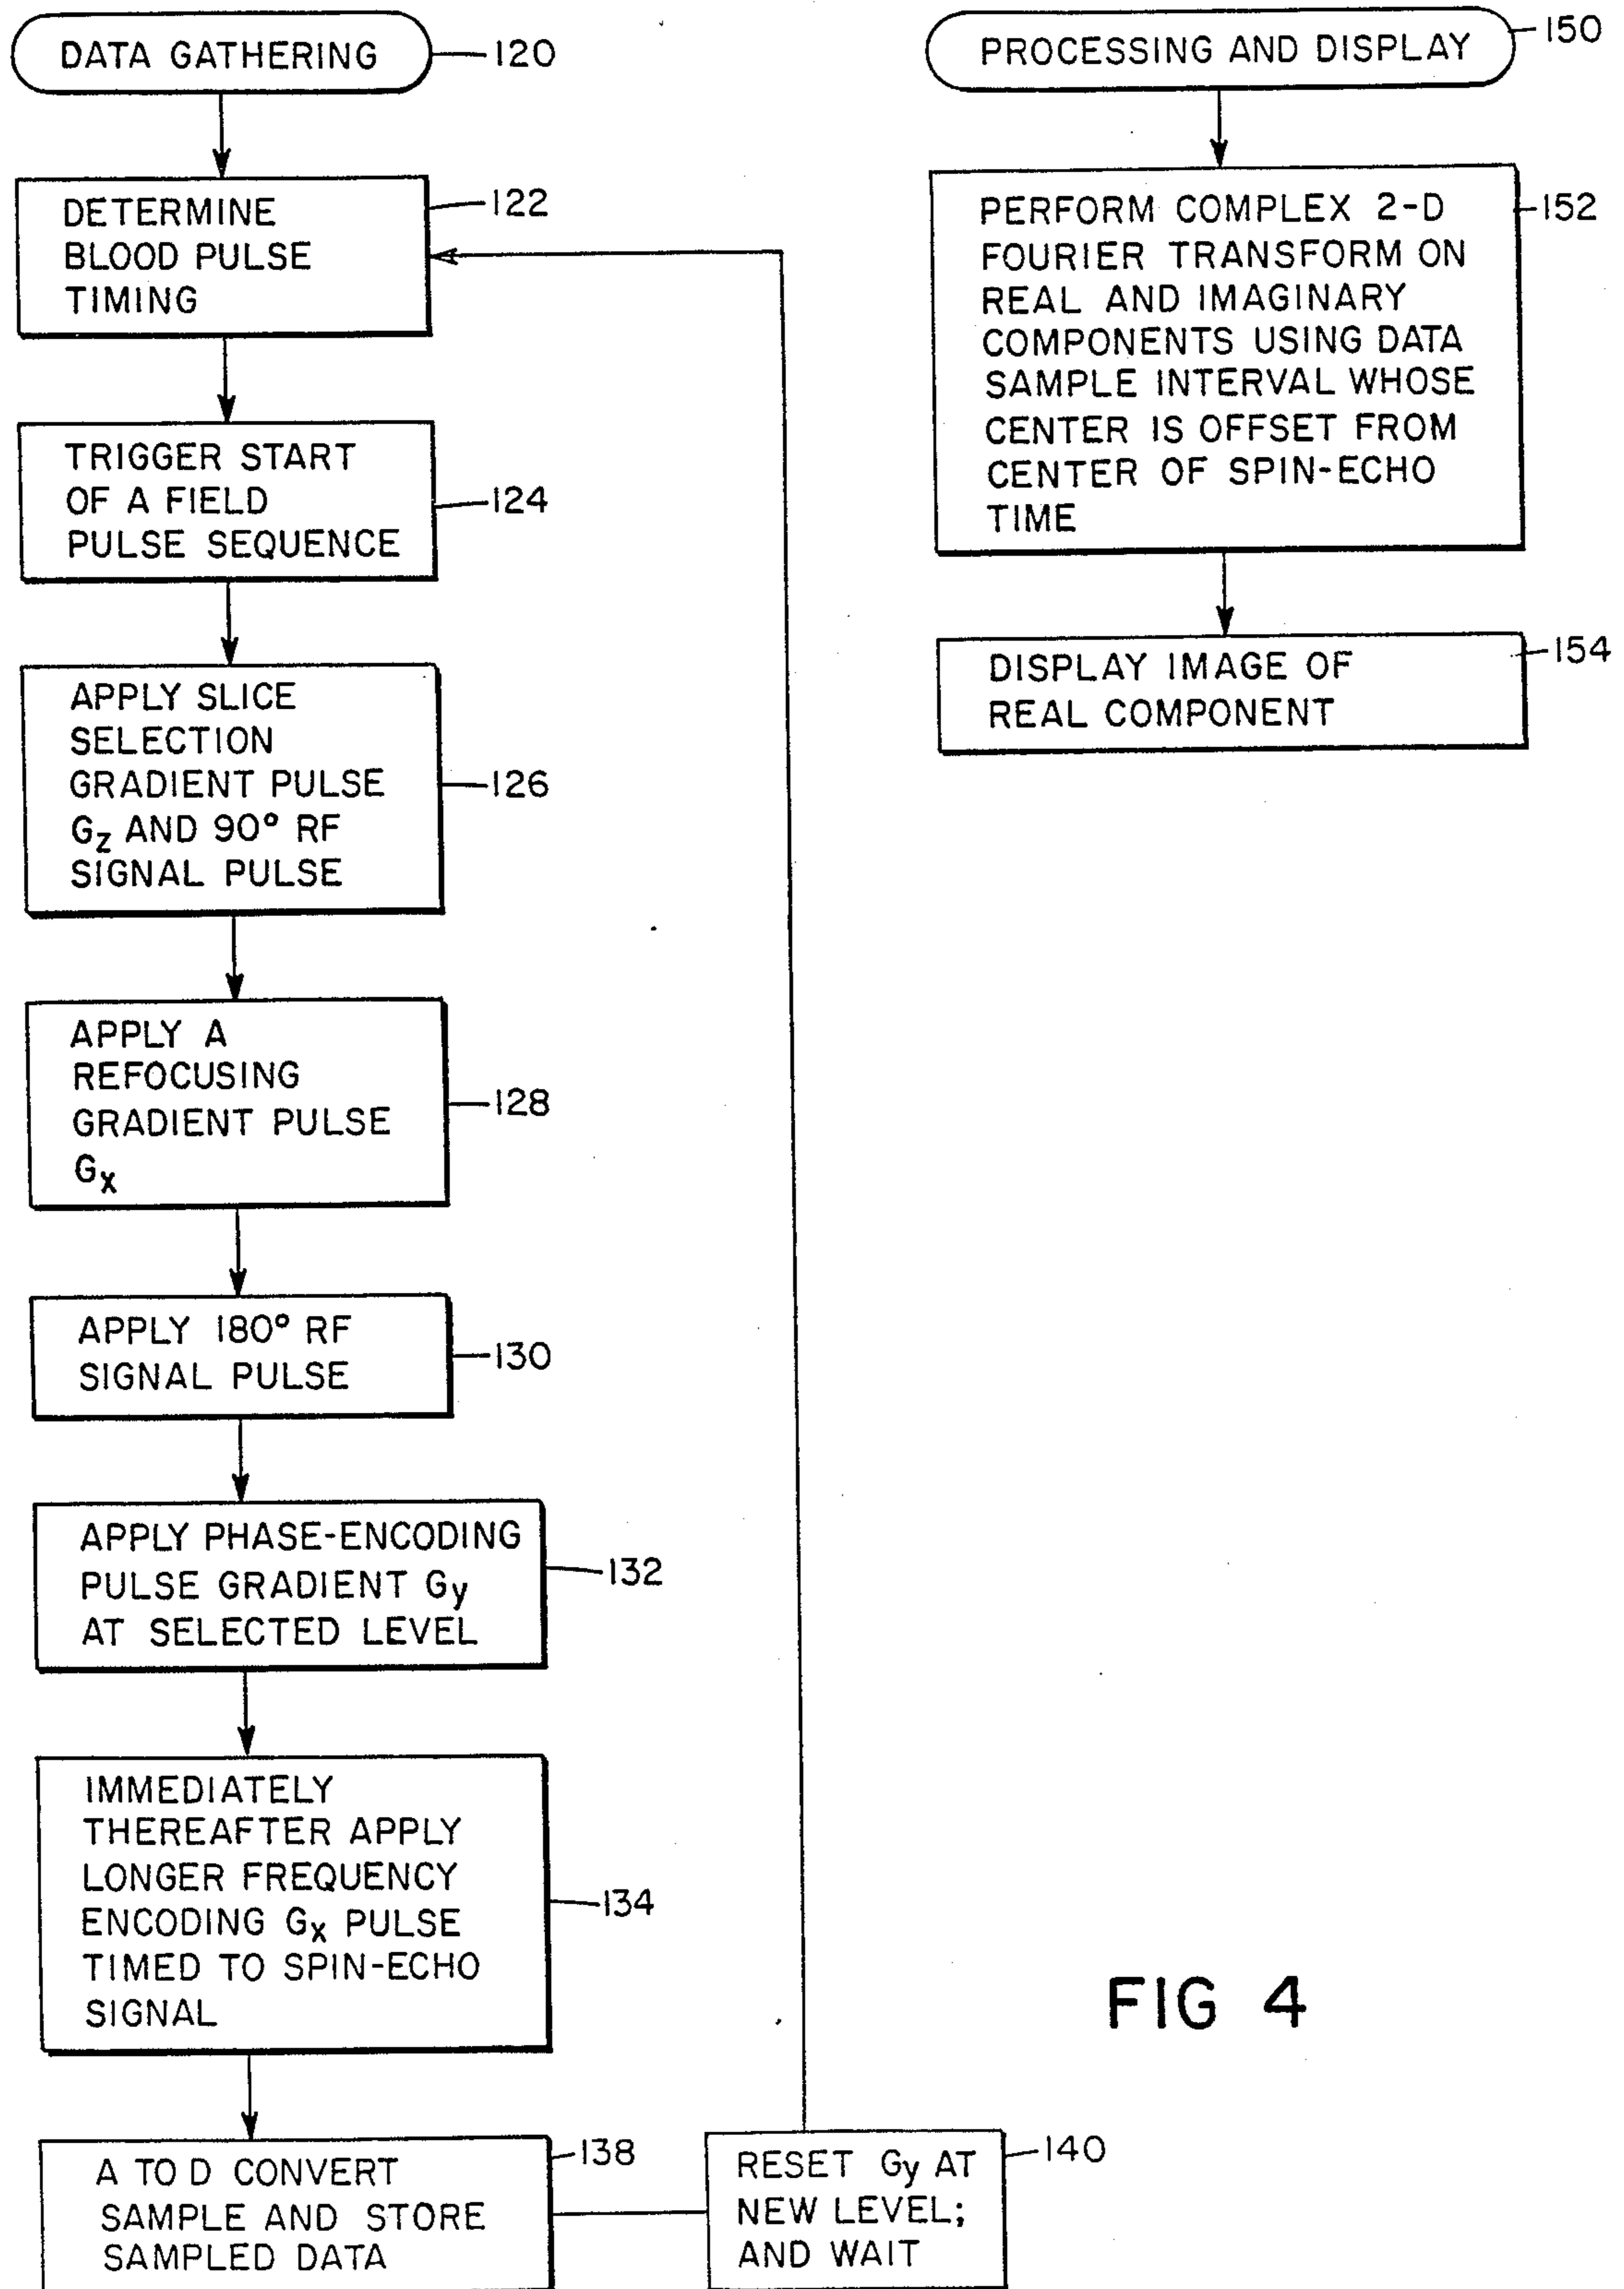 DATA GATHERING
120
DETERMINE
BLOOD PULSE
TIMING
122
TRIGGER START
OF A FIELD
PULSE SEQUENCE
124
APPLY SLICE
SELECTION
GRADIENT PULSE
Gz AND 90° RF
SIGNAL PULSE
126
APPLY A
REFOCUSING
GRADIENT PULSE
Gx
128
APPLY 180° RF
SIGNAL PULSE
130
APPLY PHASE-ENCODING
PULSE GRADIENT Gy
AT SELECTED LEVEL
132
IMMEDIATELY
THEREAFTER APPLY
LONGER FREQUENCY
ENCODING Gx PULSE
TIMED TO SPIN-ECHO
SIGNAL
134
A TO D CONVERT
SAMPLE AND STORE
SAMPLED DATA
138
RESET Gy AT
NEW LEVEL;
AND WAIT
140
PROCESSING AND DISPLAY
150
PERFORM COMPLEX 2-D
FOURIER TRANSFORM ON
REAL AND IMAGINARY
COMPONENTS USING DATA
SAMPLE INTERVAL WHOSE
CENTER IS OFFSET FROM
CENTER OF SPIN-ECHO
TIME
152
DISPLAY IMAGE OF
REAL COMPONENT
154
FIG 4